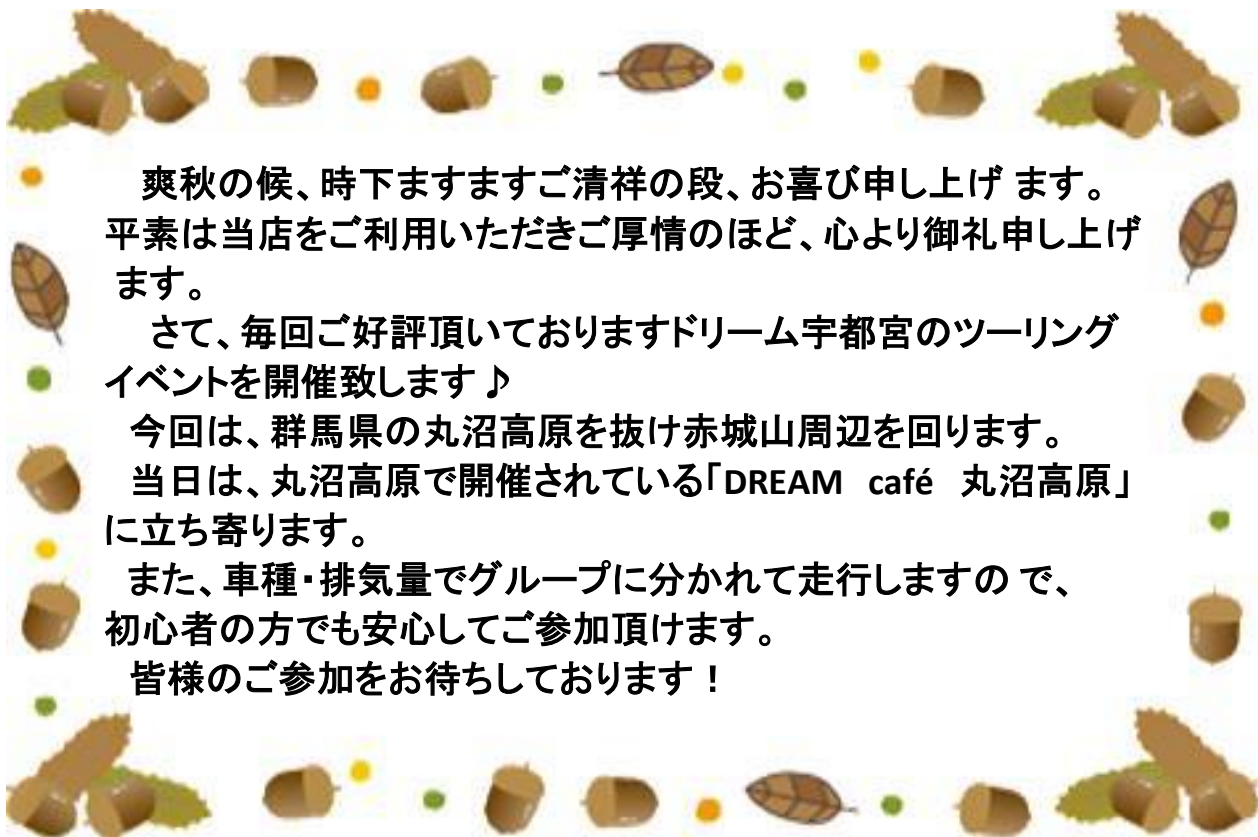 爽秋の候、時下ますますご清祥の段、お喜び申し上げ ます。
平素は当店をご利用いただきご厚情のほど、心より御礼申し上げ
ます。
さて、毎回ご好評頂いておりますドリーム宇都宮のツーリング
イベントを開催致します♪
今回は、群馬県の丸沼高原を抜け赤城山周辺を回ります。
当日は、丸沼高原で開催されている「DREAM café 丸沼高原」
に立ち寄ります。
また、車種・排気量でグループに分かれて走行しますの で、
初心者の方でも安心してご参加頂けます。
皆様のご参加をお待ちしております！